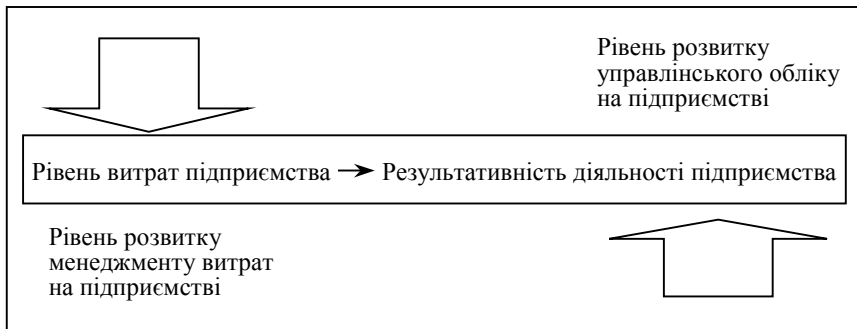 Рівень розвитку
управлінського обліку
на підприємстві
Рівень витрат підприємства → Результативність діяльності підприємства
Рівень розвитку
менеджменту витрат
на підприємстві